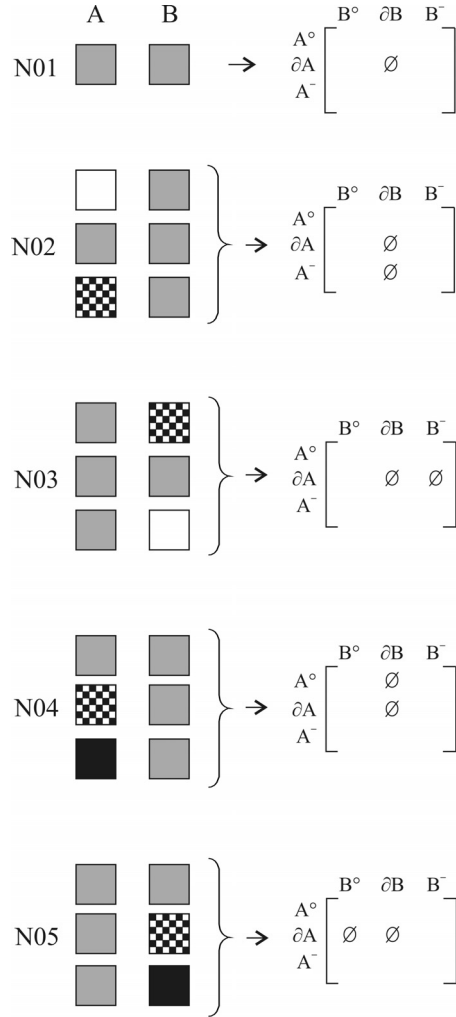 A B
B° ∂B B⁻
N01
A°
∂A ∅
A⁻
B° ∂B B⁻
N02
A°
∂A ∅
A⁻ ∅
B° ∂B B⁻
N03
A°
∂A ∅ ∅
A⁻
B° ∂B B⁻
N04
A° ∅
∂A ∅
A⁻
B° ∂B B⁻
N05
A°
∂A ∅ ∅
A⁻